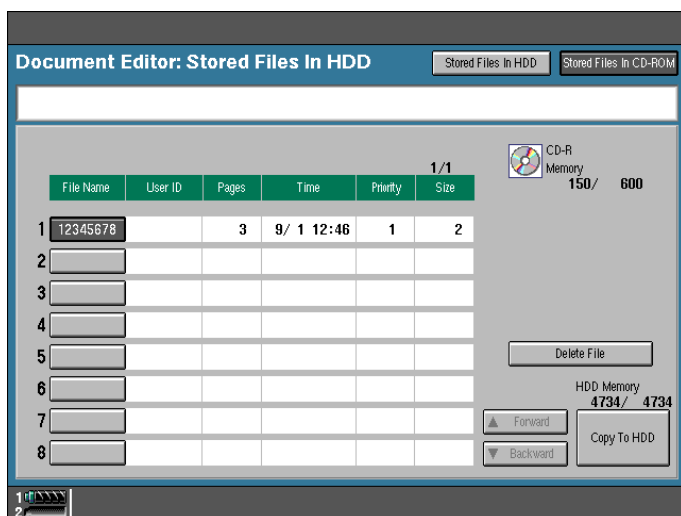 Document Editor: Stored Files In HDD
Stored Files In HDD
Stored Files In CD-ROM
CD-R
Memory
150/ 600
1/1
File Name User ID Pages Time Priority Size
1 12345678 3 9/ 1 12:46 1 2
2
3
4
5
Delete File
6
HDD Memory
4734/ 4734
7
Forward
Copy To HDD
8
Backward
1
2